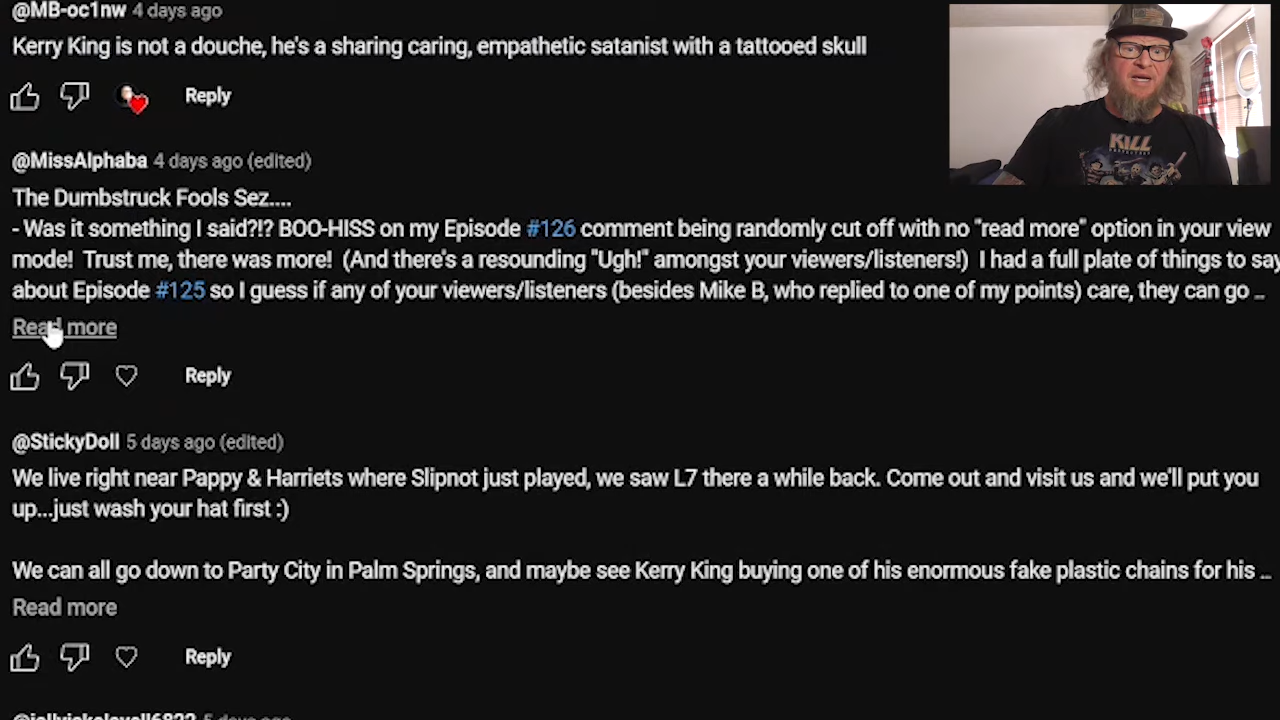 @MB-oc1nw 4 days ago
Kerry King is not a douche, he's a sharing caring, empathetic satanist with a tattooed skull
Reply
@MissAlphaba 4 days ago (edited)
The Dumbstruck Fools Sez....
- Was it something I said?!? BOO-HISS on my Episode #126 comment being randomly cut off with no "read more" option in your view
mode! Trust me, there was more! (And there's a resounding "Ugh!" amongst your viewers/listeners!) I had a full plate of things to say
about Episode #125 so I guess if any of your viewers/listeners (besides Mike B, who replied to one of my points) care, they can go ...
Read more
Reply
@StickyDoll 5 days ago (edited)
We live right near Pappy & Harriets where Slipnot just played, we saw L7 there a while back. Come out and visit us and we'll put you
up...just wash your hat first :)
We can all go down to Party City in Palm Springs, and maybe see Kerry King buying one of his enormous fake plastic chains for his ...
Read more
Reply
5 days ago
KILL